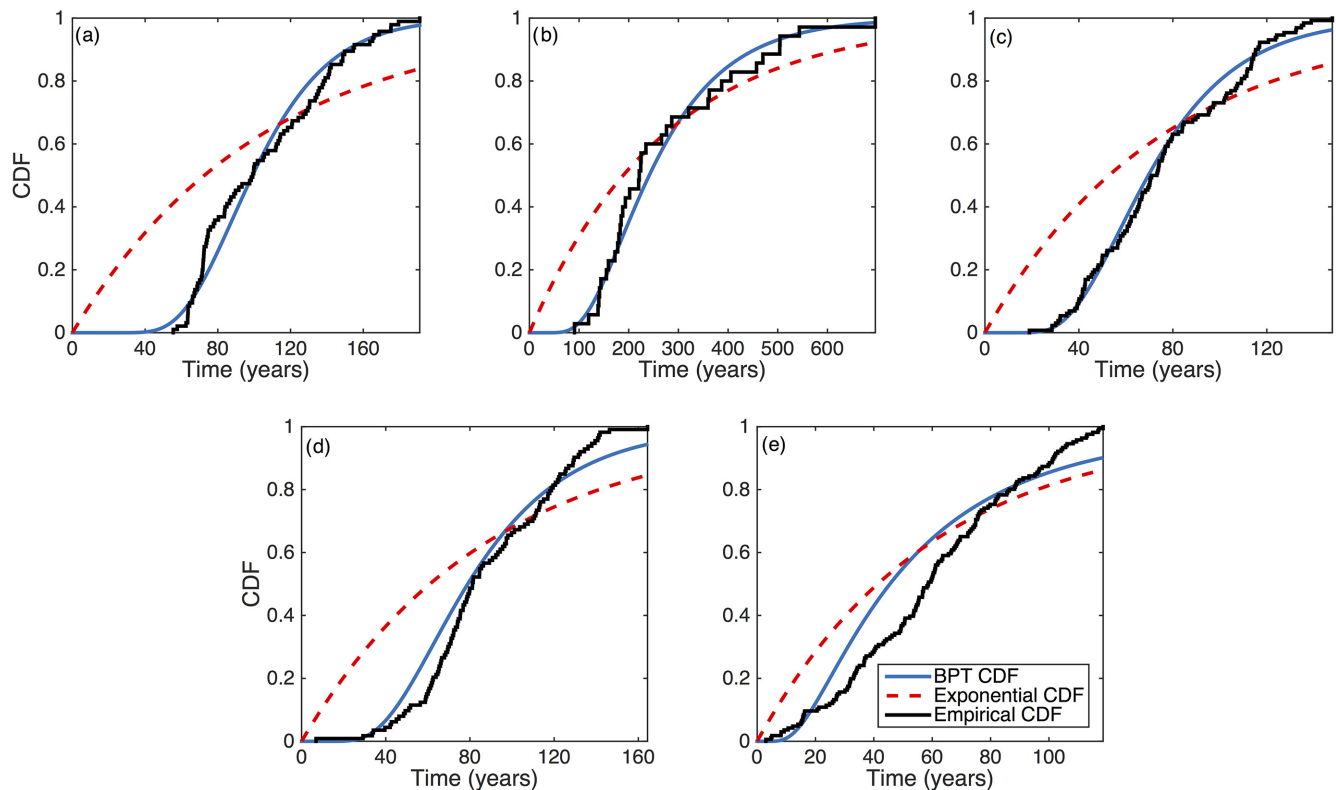 (a)
1
0.8
0.6
0.4
0.2
0
CDF
0 40 80 120 160
Time (years)
(b)
1
0.8
0.6
0.4
0.2
0
0 100 200 300 400 500 600
Time (years)
(c)
1
0.8
0.6
0.4
0.2
0
0 40 80 120
Time (years)
(d)
1
0.8
0.6
0.4
0.2
0
CDF
0 40 80 120 160
Time (years)
(e)
1
0.8
0.6
0.4
0.2
0
0 20 40 60 80 100
Time (years)
BPT CDF
Exponential CDF
Empirical CDF